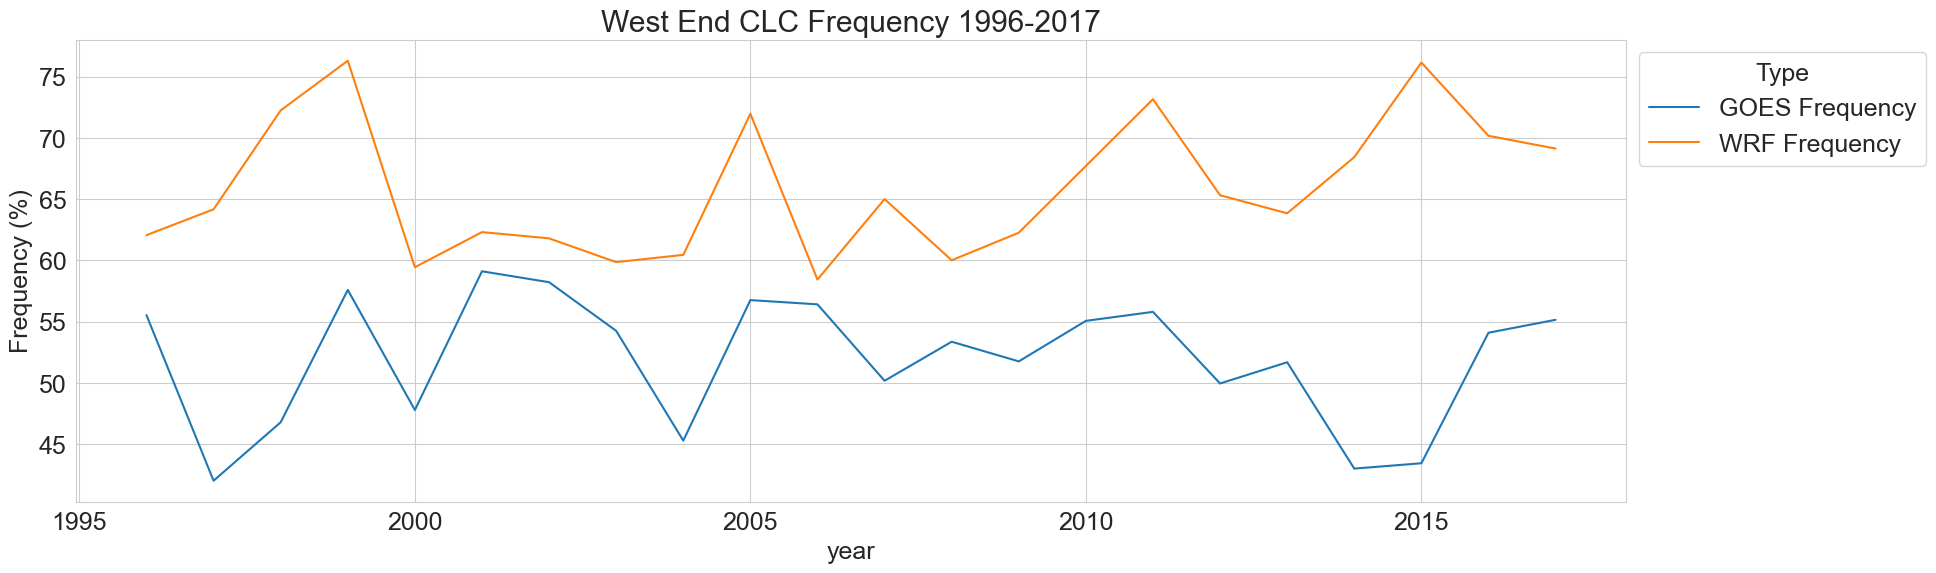 West End CLC Frequency 1996-2017
Frequency (%)
75
70
65
60
55
50
45
1995 2000 2005 2010 2015
year
Type
GOES Frequency
WRF Frequency